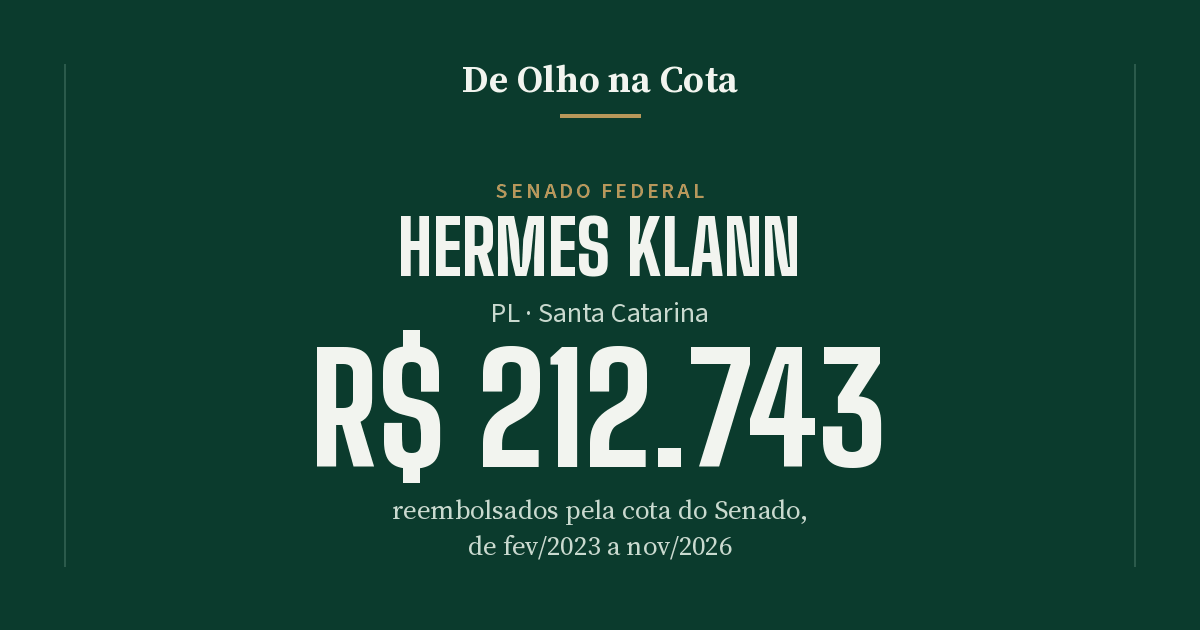 De Olho na Cota
SENADO FEDERAL
HERMES KLANN
PL · Santa Catarina
R$ 212.743
reembolsados pela cota do Senado,
de fev/2023 a nov/2026